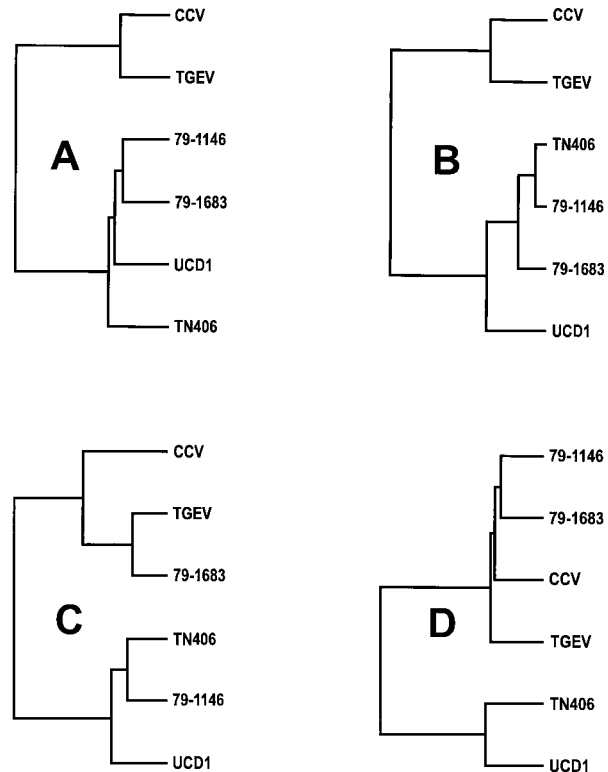 CCV
TGEV
A
79-1146
79-1683
UCD1
TN406
CCV
TGEV
B
TN406
79-1146
79-1683
UCD1
CCV
TGEV
79-1683
C
TN406
79-1146
UCD1
79-1146
79-1683
CCV
D
TGEV
TN406
UCD1